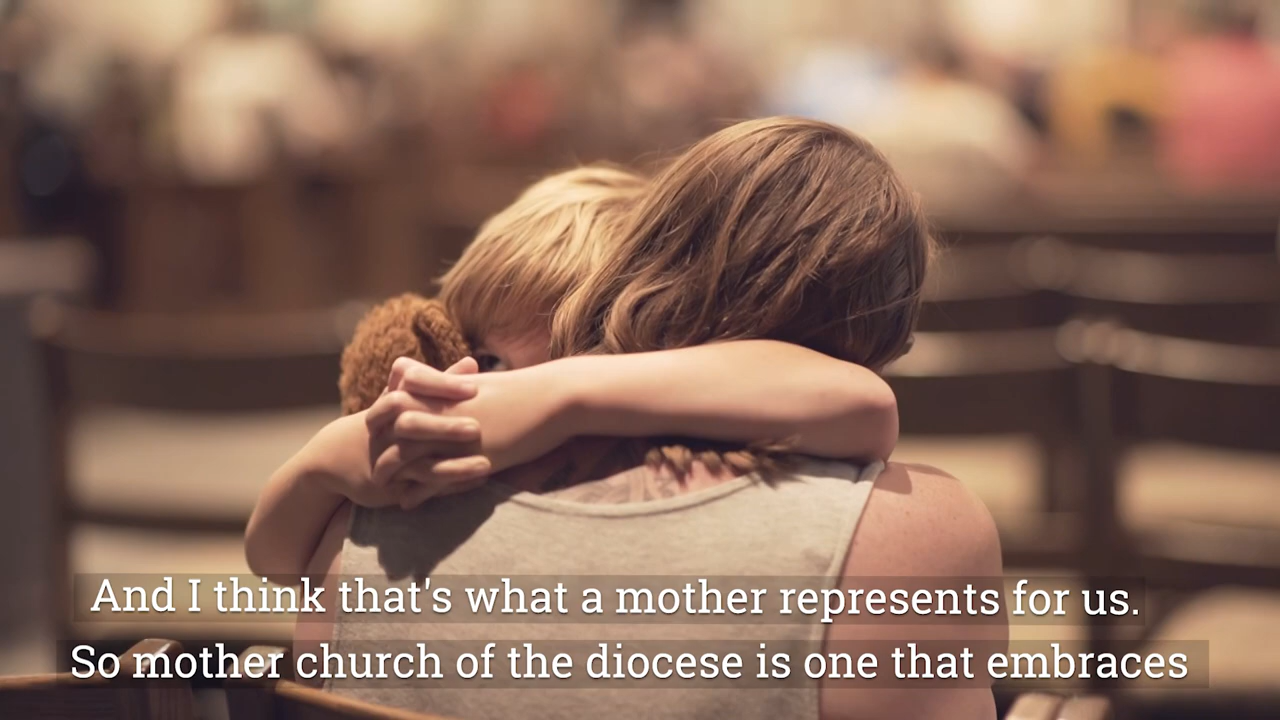 And I think that's what a mother represents for us.
So mother church of the diocese is one that embraces